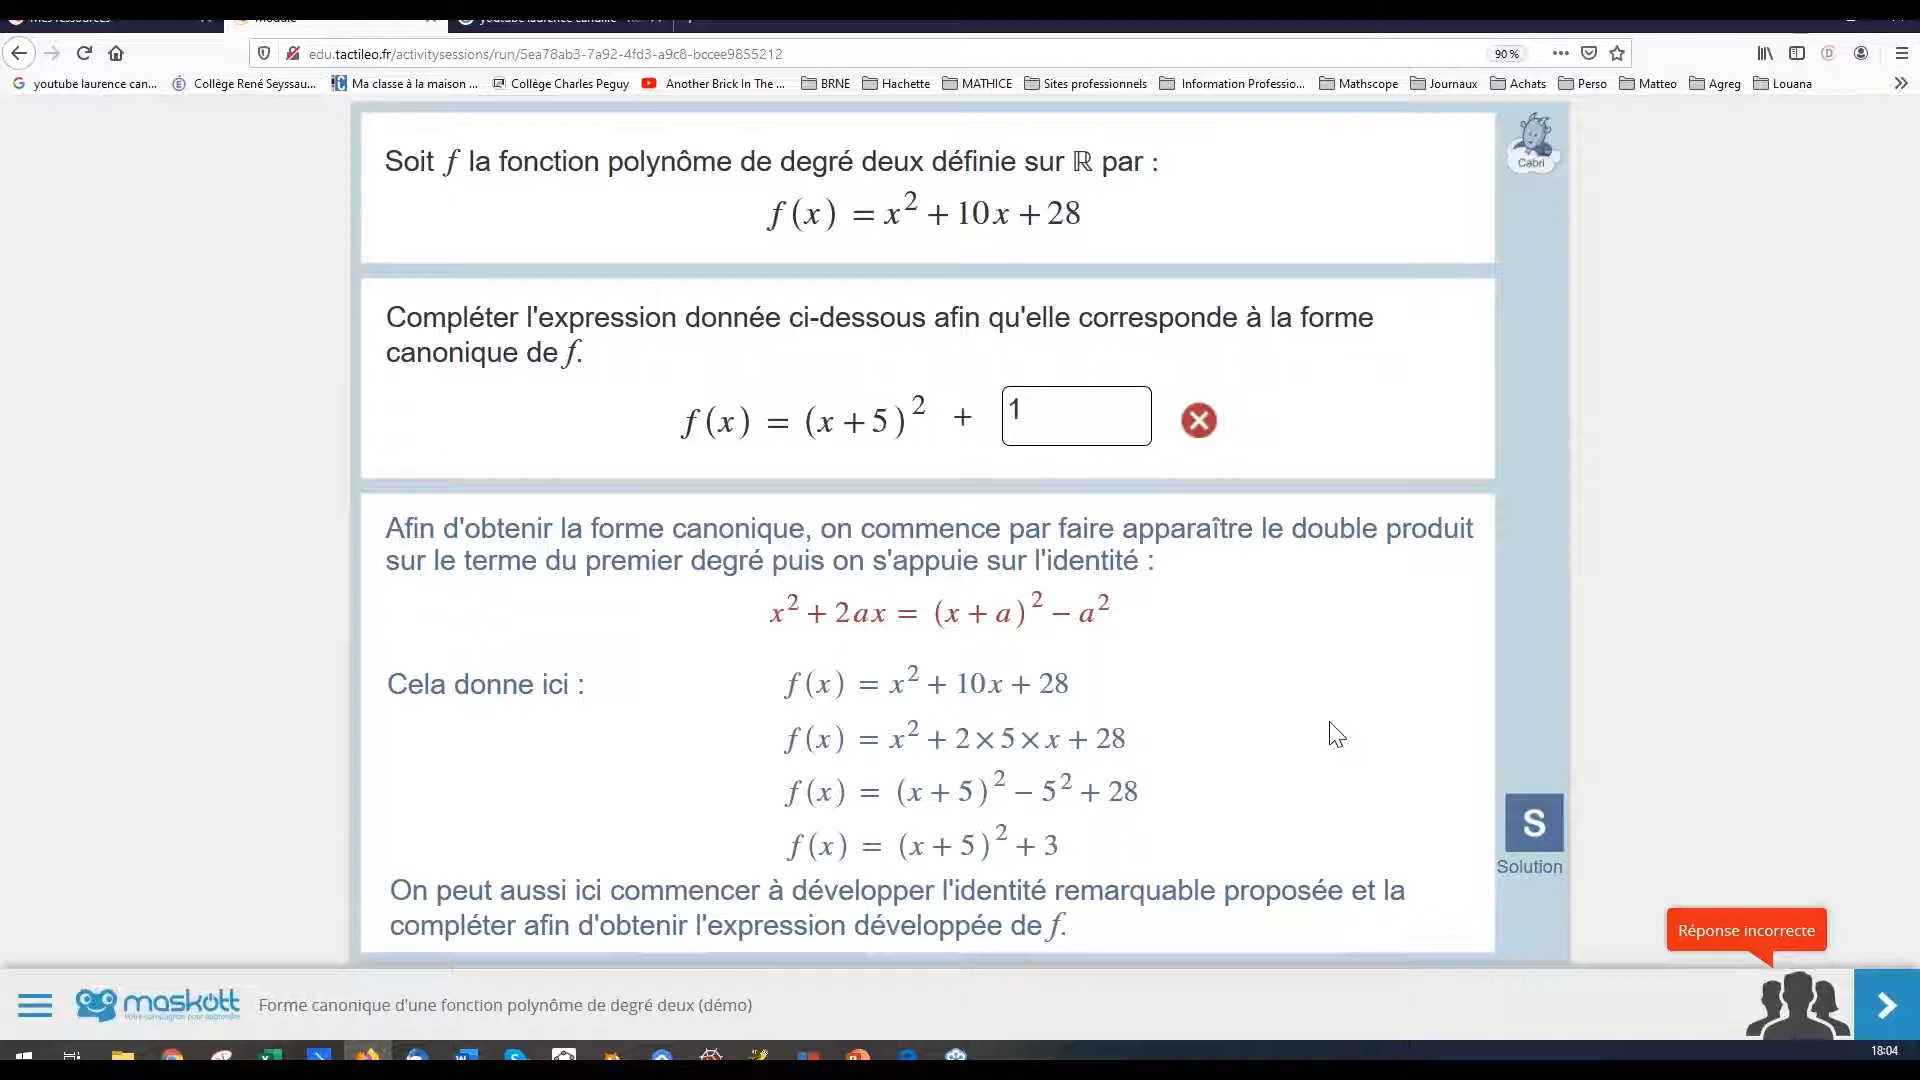 edu.tactileo.fr/activitysessions/run/5ea78ab3-7a92-4fd3-a9c8-bccee9855212
90 %
youtube laurence can...
Collège René Seyssau...
Ma classe à la maison ...
Collège Charles Peguy
Another Brick In The ...
BRNE
Hachette
MATHICE
Sites professionnels
Information Professio...
Mathscope
Journaux
Achats
Perso
Matteo
Agreg
Louana
Cabri
Soit f la fonction polynôme de degré deux définie sur ℝ par :
f(x) = x² + 10x + 28
Compléter l'expression donnée ci-dessous afin qu'elle corresponde à la forme
canonique de f.
f(x) = (x + 5)² + 1
Afin d'obtenir la forme canonique, on commence par faire apparaître le double produit
sur le terme du premier degré puis on s'appuie sur l'identité :
x² + 2ax = (x + a)² − a²
Cela donne ici : f(x) = x² + 10x + 28
f(x) = x² + 2 × 5 × x + 28
f(x) = (x + 5)² − 5² + 28
f(x) = (x + 5)² + 3
On peut aussi ici commencer à développer l'identité remarquable proposée et la
compléter afin d'obtenir l'expression développée de f.
S
Solution
Réponse incorrecte
maskott
Votre compagnon pour apprendre
Forme canonique d'une fonction polynôme de degré deux (démo)
18:04